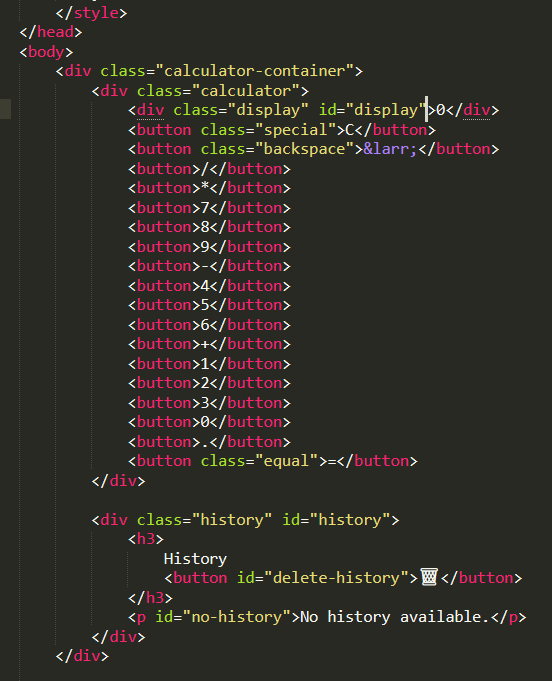 </style>
</head>
<body>
<div class="calculator-container">
<div class="calculator">
<div class="display" id="display">0</div>
<button class="special">C</button>
<button class="backspace">&larr;</button>
<button>/</button>
<button>*</button>
<button>7</button>
<button>8</button>
<button>9</button>
<button>-</button>
<button>4</button>
<button>5</button>
<button>6</button>
<button>+</button>
<button>1</button>
<button>2</button>
<button>3</button>
<button>0</button>
<button>.</button>
<button class="equal">=</button>
</div>
<div class="history" id="history">
<h3>
History
<button id="delete-history">🗑</button>
</h3>
<p id="no-history">No history available.</p>
</div>
</div>